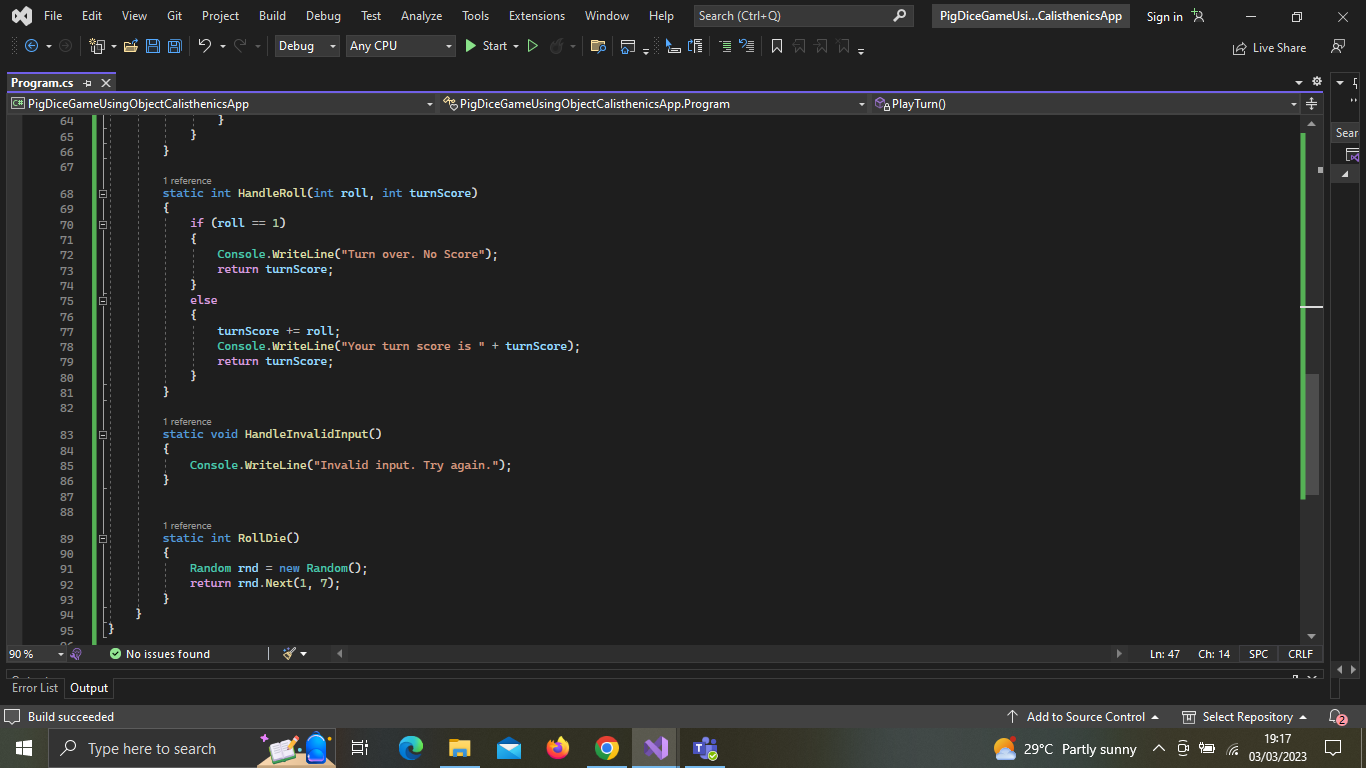 File Edit View Git Project Build Debug Test Analyze Tools Extensions Window Help Search (Ctrl+Q) PigDiceGameUsi...CalisthenicsApp Sign in
Debug Any CPU Start Live Share
Program.cs
C# PigDiceGameUsingObjectCalisthenicsApp PigDiceGameUsingObjectCalisthenicsApp.Program PlayTurn()
Sear
64 }
65 }
66 }
67
1 reference
68 static int HandleRoll(int roll, int turnScore)
69 {
70 if (roll == 1)
71 {
72 Console.WriteLine("Turn over. No Score");
73 return turnScore;
74 }
75 else
76 {
77 turnScore += roll;
78 Console.WriteLine("Your turn score is " + turnScore);
79 return turnScore;
80 }
81 }
82
1 reference
83 static void HandleInvalidInput()
84 {
85 Console.WriteLine("Invalid input. Try again.");
86 }
87
88
1 reference
89 static int RollDie()
90 {
91 Random rnd = new Random();
92 return rnd.Next(1, 7);
93 }
94 }
95 }
90 % No issues found Ln: 47 Ch: 14 SPC CRLF
Error List Output
Build succeeded Add to Source Control Select Repository 2
Type here to search 29°C Partly sunny 19:17
03/03/2023